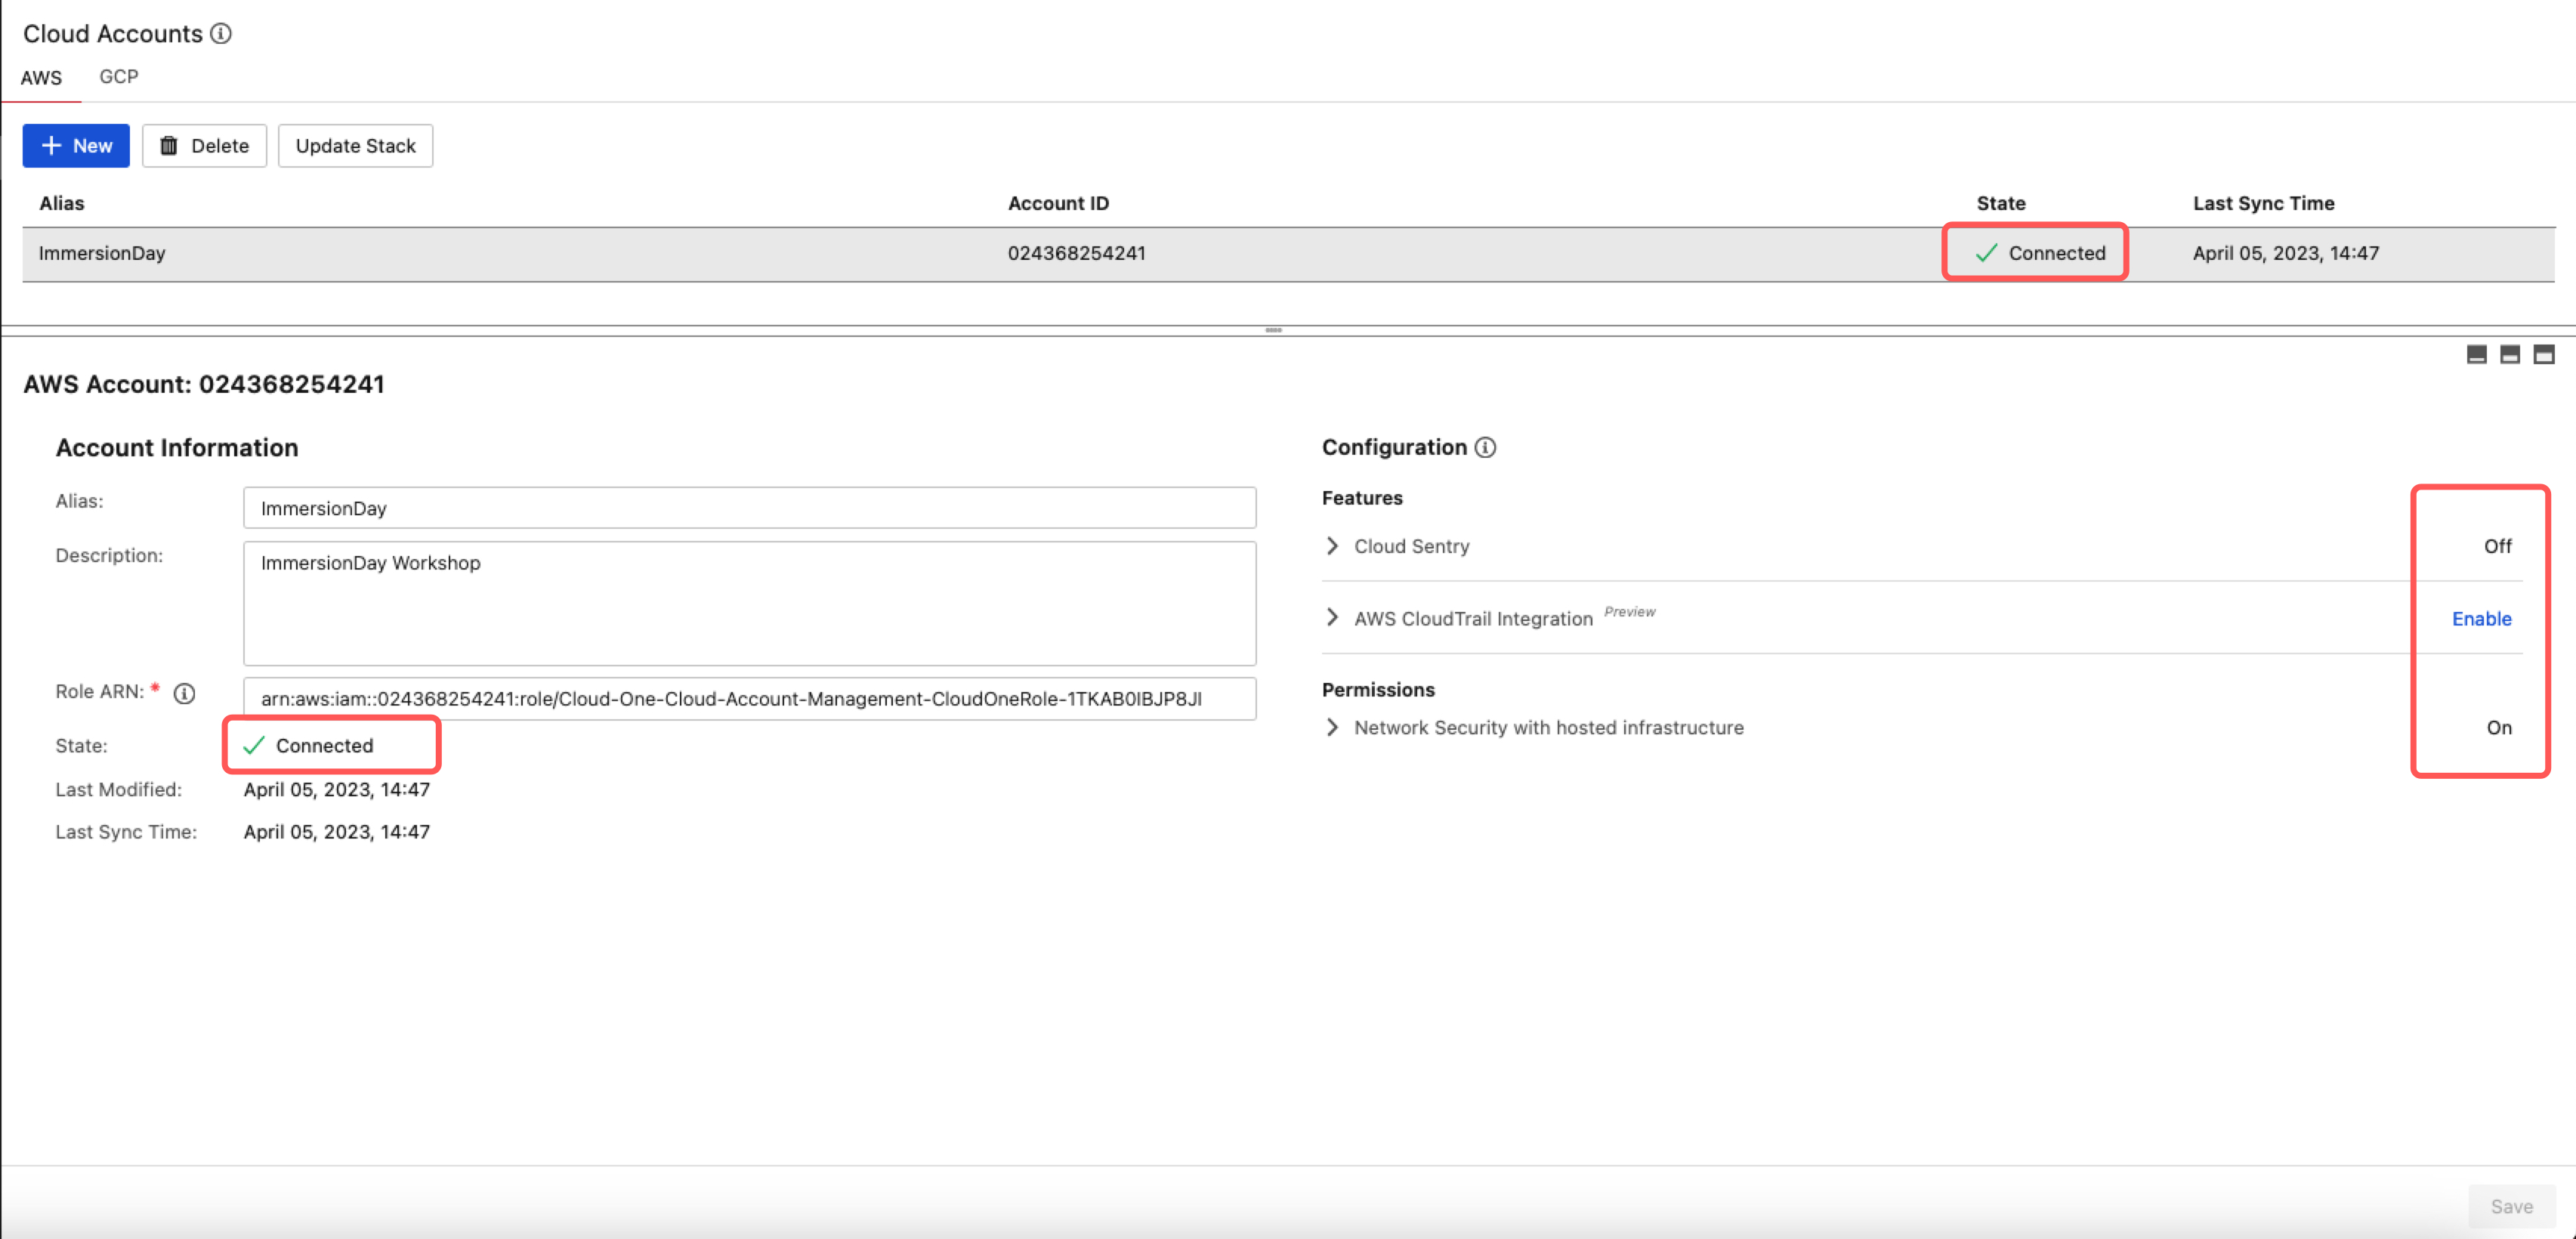 Cloud Accounts
AWS GCP
New Delete Update Stack
Alias Account ID State Last Sync Time
ImmersionDay 024368254241 Connected April 05, 2023, 14:47
AWS Account: 024368254241
Account Information
Alias: ImmersionDay
Description: ImmersionDay Workshop
Role ARN: * arn:aws:iam::024368254241:role/Cloud-One-Cloud-Account-Management-CloudOneRole-1TKAB0IBJP8JI
State: Connected
Last Modified: April 05, 2023, 14:47
Last Sync Time: April 05, 2023, 14:47
Configuration
Features
Cloud Sentry Off
AWS CloudTrail Integration Preview Enable
Permissions
Network Security with hosted infrastructure On
Save